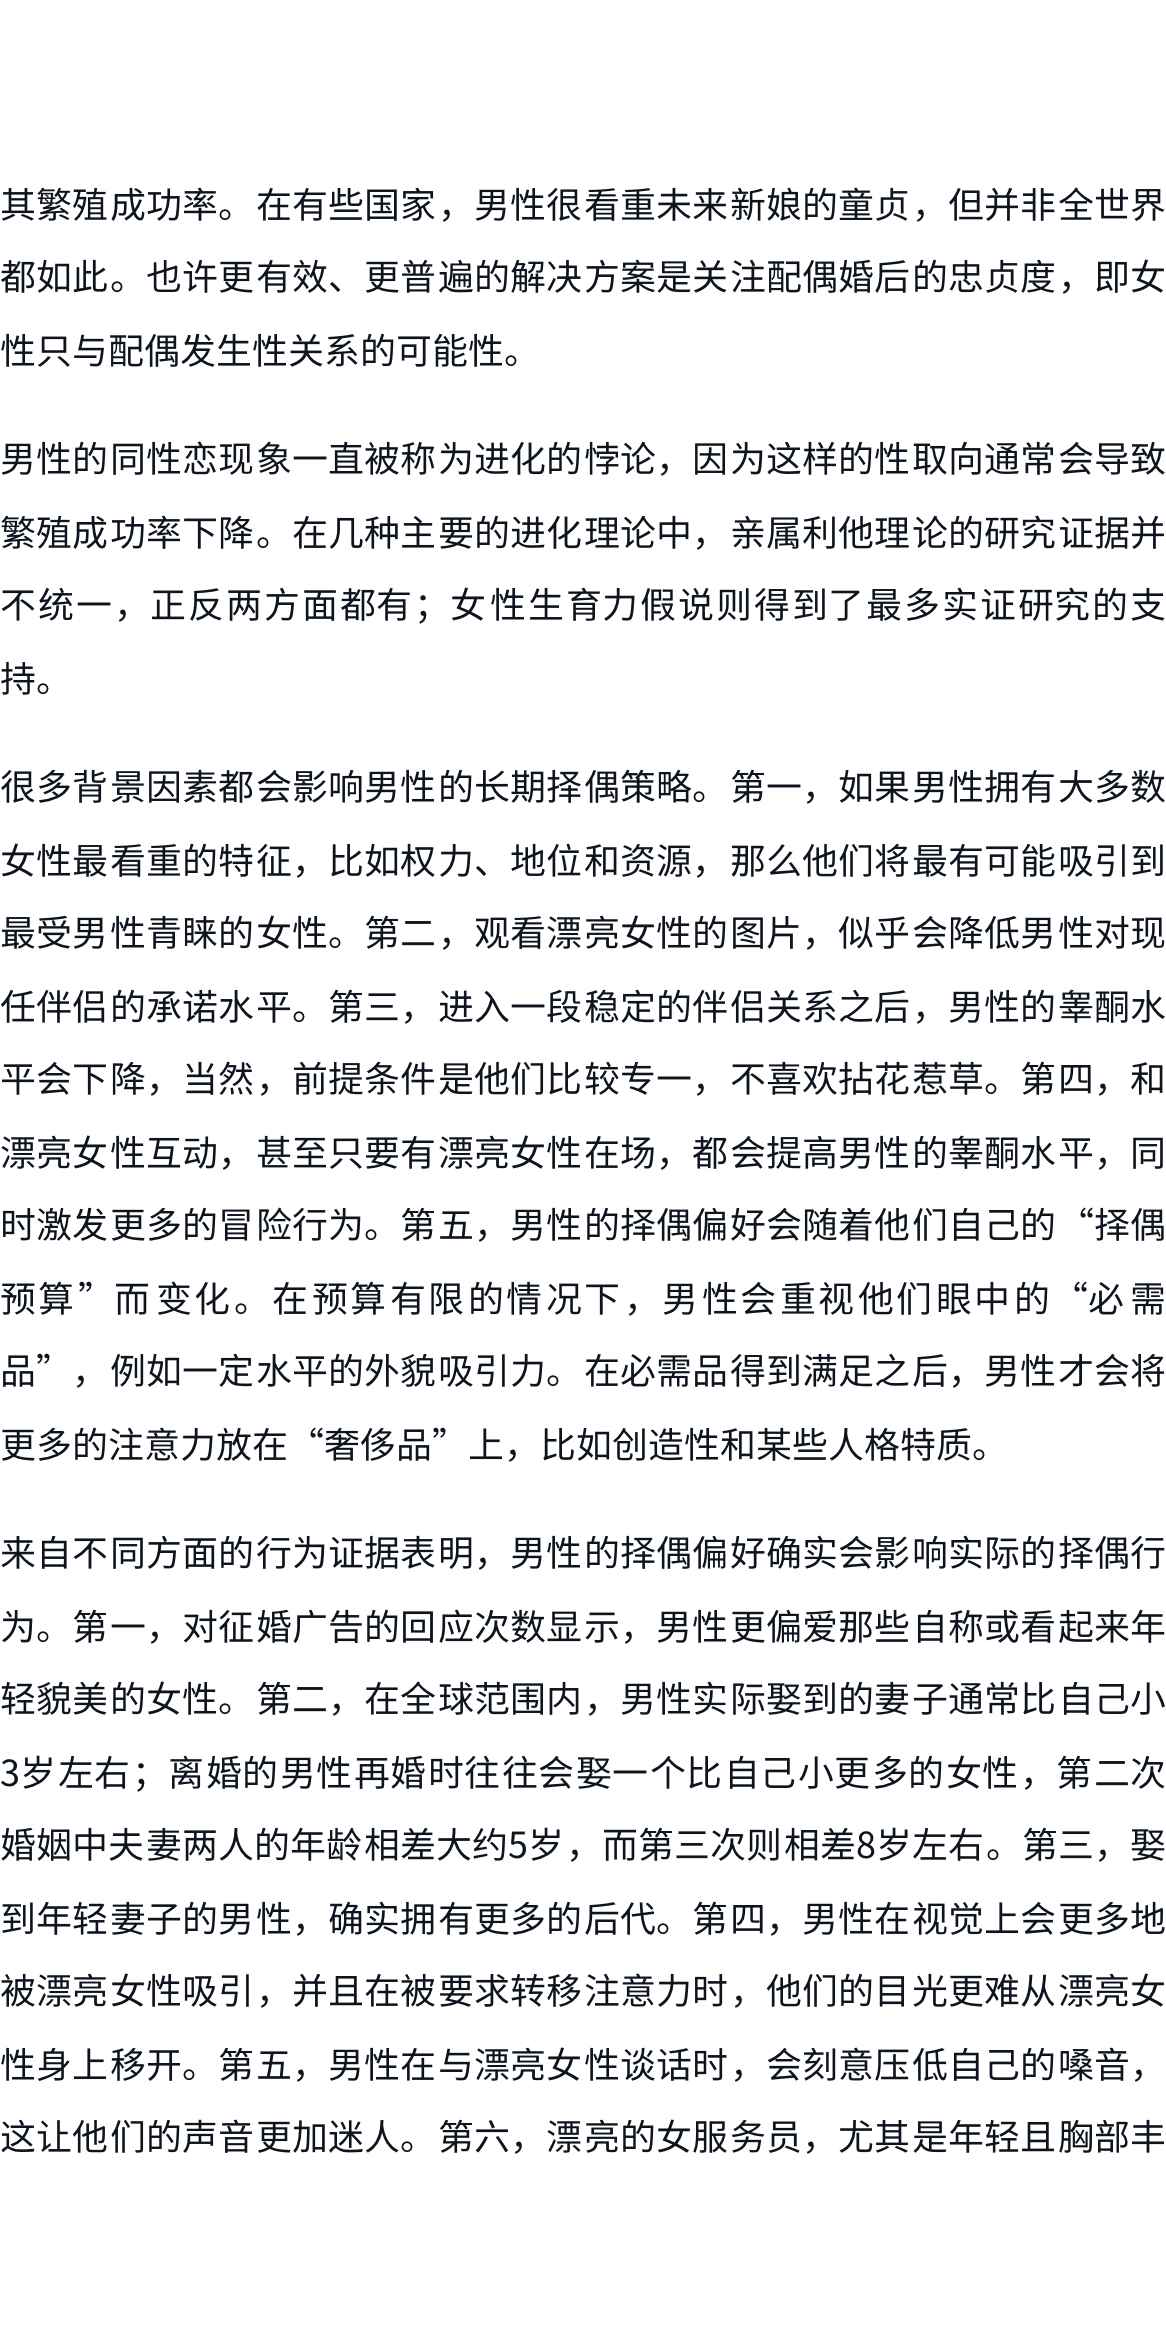 其繁殖成功率。在有些国家，男性很看重未来新娘的童贞，但并非全世界
都如此。也许更有效、更普遍的解决方案是关注配偶婚后的忠贞度，即女
性只与配偶发生性关系的可能性。
男性的同性恋现象一直被称为进化的悖论，因为这样的性取向通常会导致
繁殖成功率下降。在几种主要的进化理论中，亲属利他理论的研究证据并
不统一，正反两方面都有；女性生育力假说则得到了最多实证研究的支
持。
很多背景因素都会影响男性的长期择偶策略。第一，如果男性拥有大多数
女性最看重的特征，比如权力、地位和资源，那么他们将最有可能吸引到
最受男性青睐的女性。第二，观看漂亮女性的图片，似乎会降低男性对现
任伴侣的承诺水平。第三，进入一段稳定的伴侣关系之后，男性的睾酮水
平会下降，当然，前提条件是他们比较专一，不喜欢拈花惹草。第四，和
漂亮女性互动，甚至只要有漂亮女性在场，都会提高男性的睾酮水平，同
时激发更多的冒险行为。第五，男性的择偶偏好会随着他们自己的“择偶
预算”而变化。在预算有限的情况下，男性会重视他们眼中的“必需
品”，例如一定水平的外貌吸引力。在必需品得到满足之后，男性才会将
更多的注意力放在“奢侈品”上，比如创造性和某些人格特质。
来自不同方面的行为证据表明，男性的择偶偏好确实会影响实际的择偶行
为。第一，对征婚广告的回应次数显示，男性更偏爱那些自称或看起来年
轻貌美的女性。第二，在全球范围内，男性实际娶到的妻子通常比自己小
3岁左右；离婚的男性再婚时往往会娶一个比自己小更多的女性，第二次
婚姻中夫妻两人的年龄相差大约5岁，而第三次则相差8岁左右。第三，娶
到年轻妻子的男性，确实拥有更多的后代。第四，男性在视觉上会更多地
被漂亮女性吸引，并且在被要求转移注意力时，他们的目光更难从漂亮女
性身上移开。第五，男性在与漂亮女性谈话时，会刻意压低自己的嗓音，
这让他们的声音更加迷人。第六，漂亮的女服务员，尤其是年轻且胸部丰